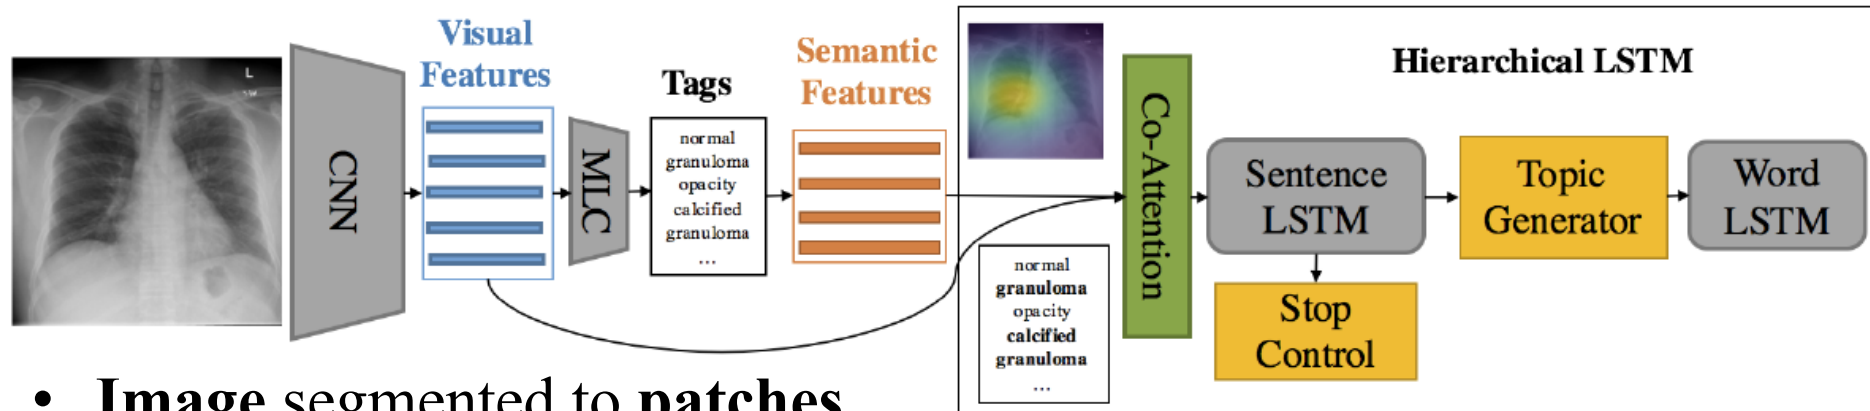 Visual
Features
Semantic
Features
Tags
Hierarchical LSTM
L
CNN
MLC
normal
granuloma
opacity
calcified
granuloma
...
Co-Attention
Sentence
LSTM
Topic
Generator
Word
LSTM
normal
granuloma
opacity
calcified
granuloma
...
Stop
Control
• Image segmented to patches